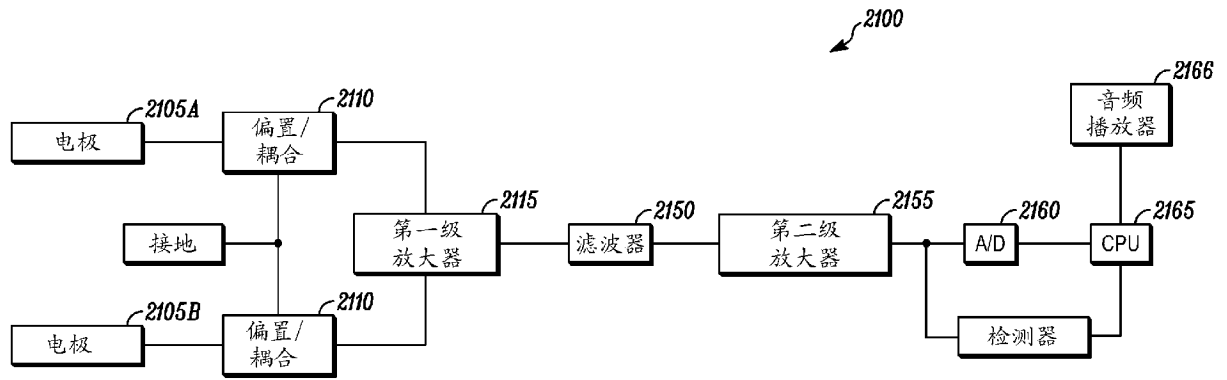 2100
2166
音频
播放器
2105A
电极
2110
偏置/
耦合
2115
第一级
放大器
2150
滤波器
2155
第二级
放大器
2160
A/D
2165
CPU
接地
2105B
电极
2110
偏置/
耦合
检测器